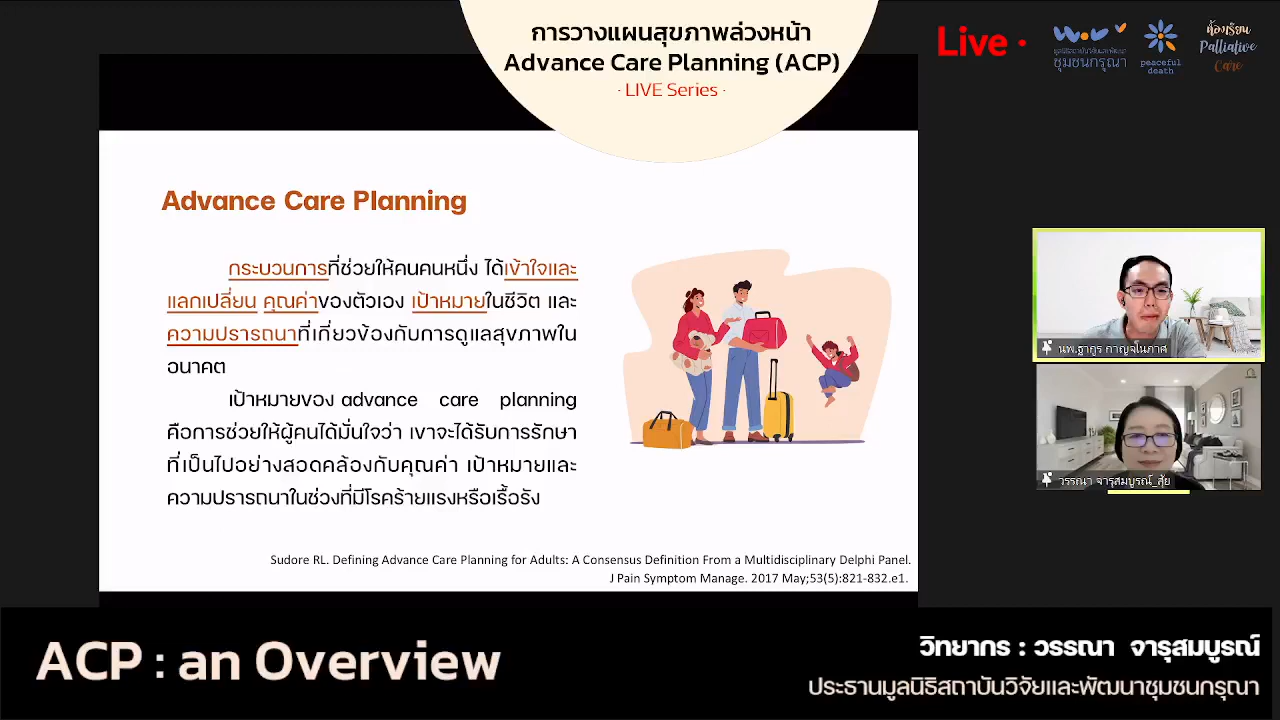 การวางแผนสุขภาพล่วงหน้า
Advance Care Planning (ACP)
· LIVE Series ·
Live ·
มูลนิธิสถาบันวิจัยและพัฒนา
ชุมชนกรุณา
peaceful
death
ห้องเรียน
Palliative
Care
Advance Care Planning
กระบวนการที่ช่วยให้คนคนหนึ่ง ได้เข้าใจและ
แลกเปลี่ยน คุณค่าของตัวเอง เป้าหมายในชีวิต และ
ความปรารถนาที่เกี่ยวข้องกับการดูแลสุขภาพใน
อนาคต
เป้าหมายของ advance care planning
คือการช่วยให้ผู้คนได้มั่นใจว่า เขาจะได้รับการรักษา
ที่เป็นไปอย่างสอดคล้องกับคุณค่า เป้าหมายและ
ความปรารถนาในช่วงที่มีโรคร้ายแรงหรือเรื้อรัง
Sudore RL. Defining Advance Care Planning for Adults: A Consensus Definition From a Multidisciplinary Delphi Panel.
J Pain Symptom Manage. 2017 May;53(5):821-832.e1.
นพ.ฐากูร กาญจโนภาศ
วรรณา จารุสมบูรณ์_สุ้ย
ACP : an Overview
วิทยากร : วรรณา จารุสมบูรณ์
ประธานมูลนิธิสถาบันวิจัยและพัฒนาชุมชนกรุณา